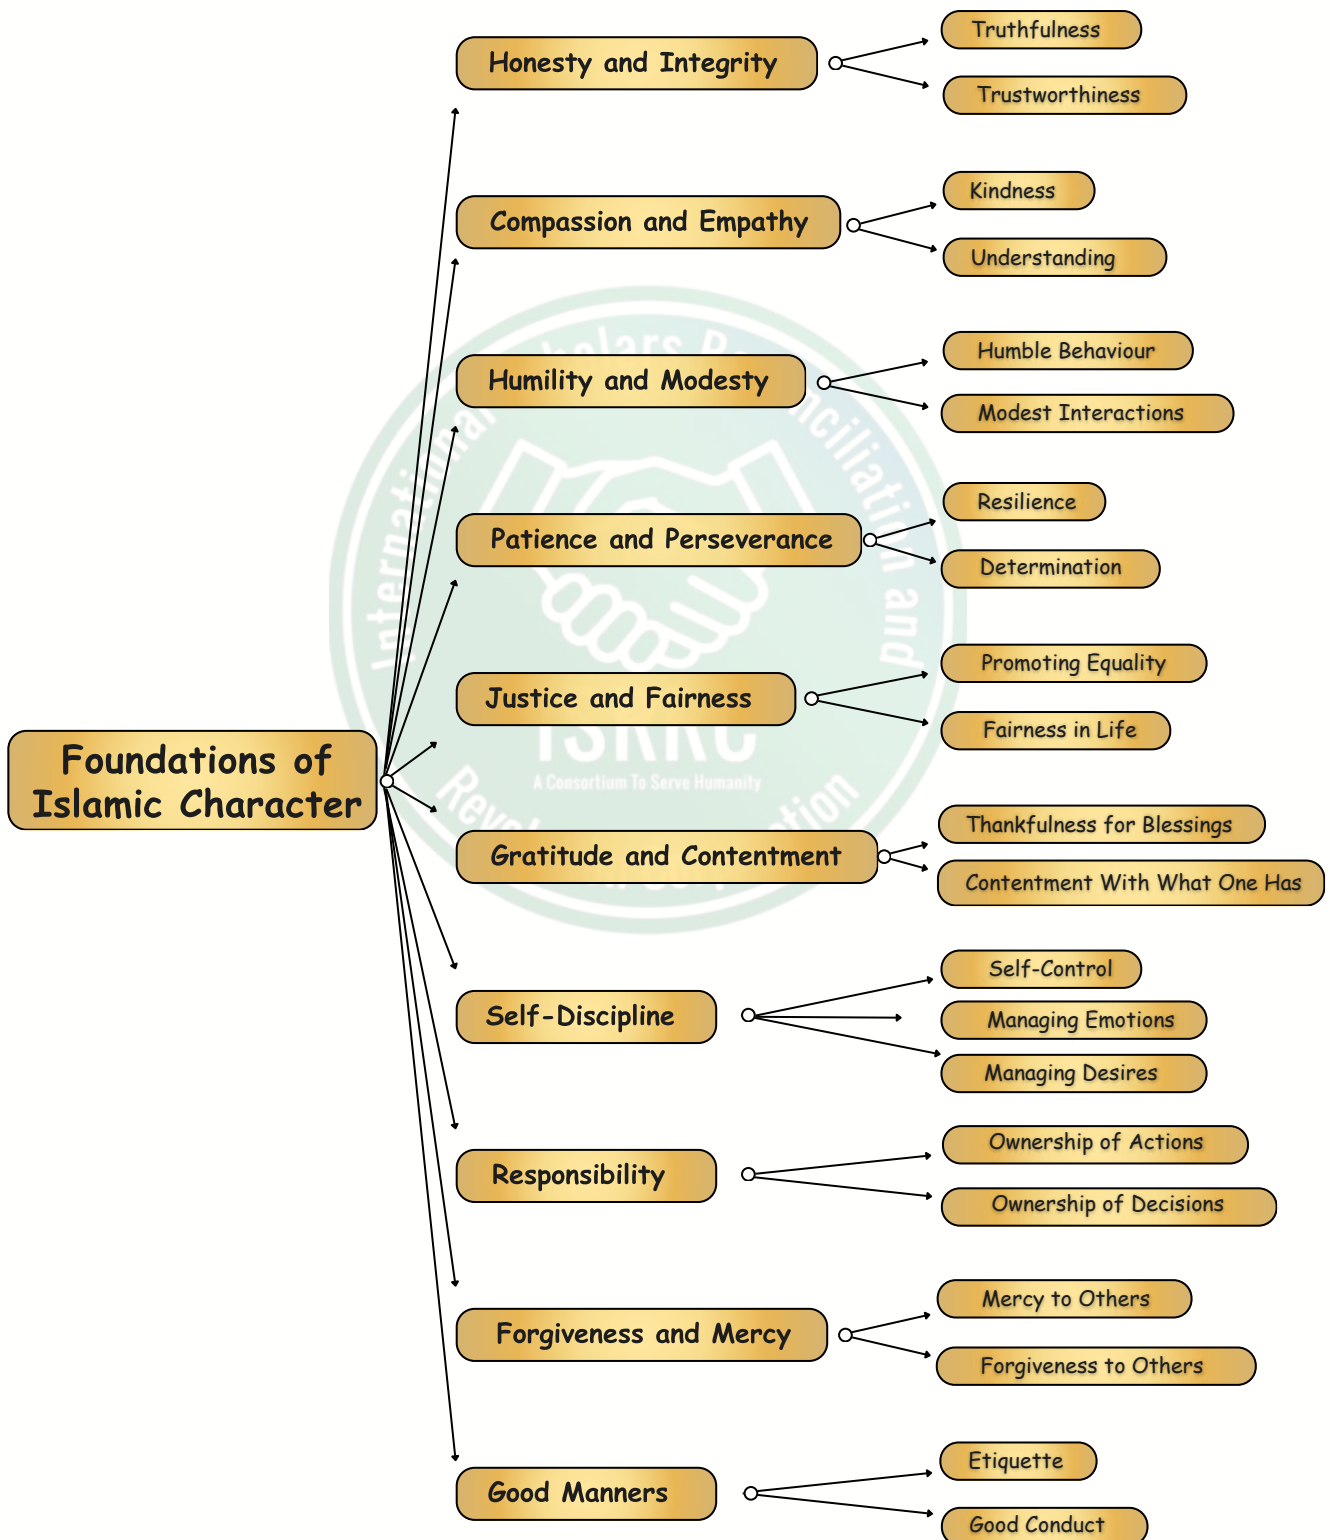 Foundations of
Islamic Character
Honesty and Integrity
Truthfulness
Trustworthiness
Compassion and Empathy
Kindness
Understanding
Humility and Modesty
Humble Behaviour
Modest Interactions
Patience and Perseverance
Resilience
Determination
Justice and Fairness
Promoting Equality
Fairness in Life
Gratitude and Contentment
Thankfulness for Blessings
Contentment With What One Has
Self-Discipline
Self-Control
Managing Emotions
Managing Desires
Responsibility
Ownership of Actions
Ownership of Decisions
Forgiveness and Mercy
Mercy to Others
Forgiveness to Others
Good Manners
Etiquette
Good Conduct
International
and
A Consortium To Serve Humanity